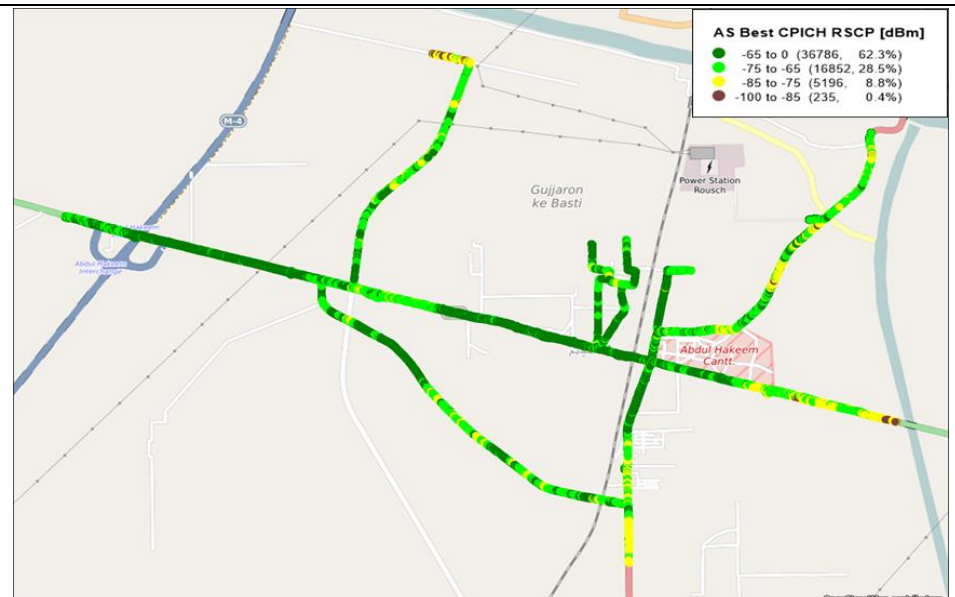 AS Best CPICH RSCP [dBm]
-65 to 0 (36786, 62.3%)
-75 to -65 (16852, 28.5%)
-85 to -75 (5196, 8.8%)
-100 to -85 (235, 0.4%)
M-4
Power Station
Rousch
Gujjaron
ke Basti
Abdul Hakeem
Interchange
Abdul Hakeem
Cantt.